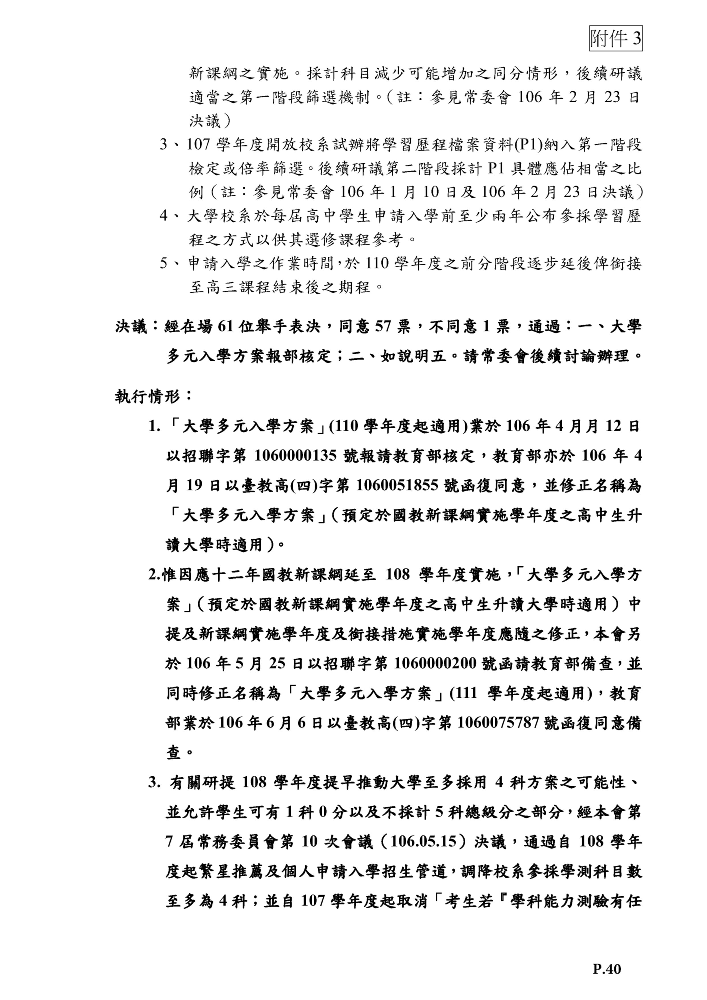 附件 3
新課綱之實施。採計科目減少可能增加之同分情形，後續研議
適當之第一階段篩選機制。（註：參見常委會 106 年 2 月 23 日
決議）
3、107 學年度開放校系試辦將學習歷程檔案資料(P1)納入第一階段
檢定或倍率篩選。後續研議第二階段採計 P1 具體應佔相當之比
例（註：參見常委會 106 年 1 月 10 日及 106 年 2 月 23 日決議）
4、大學校系於每屆高中學生申請入學前至少兩年公布參採學習歷
程之方式以供其選修課程參考。
5、申請入學之作業時間，於 110 學年度之前分階段逐步延後俾銜接
至高三課程結束後之期程。
決議：經在場 61 位舉手表決，同意 57 票，不同意 1 票，通過：一、大學
多元入學方案報部核定；二、如說明五。請常委會後續討論辦理。
執行情形：
1. 「大學多元入學方案」(110 學年度起適用)業於 106 年 4 月月 12 日
以招聯字第 1060000135 號報請教育部核定，教育部亦於 106 年 4
月 19 日以臺教高(四)字第 1060051855 號函復同意，並修正名稱為
「大學多元入學方案」（預定於國教新課綱實施學年度之高中生升
讀大學時適用）。
2.惟因應十二年國教新課綱延至 108 學年度實施，「大學多元入學方
案」（預定於國教新課綱實施學年度之高中生升讀大學時適用）中
提及新課綱實施學年度及銜接措施實施學年度應隨之修正，本會另
於 106 年 5 月 25 日以招聯字第 1060000200 號函請教育部備查，並
同時修正名稱為「大學多元入學方案」(111 學年度起適用)，教育
部業於 106 年 6 月 6 日以臺教高(四)字第 1060075787 號函復同意備
查。
3. 有關研提 108 學年度提早推動大學至多採用 4 科方案之可能性、
並允許學生可有 1 科 0 分以及不採計 5 科總級分之部分，經本會第
7 屆常務委員會第 10 次會議（106.05.15）決議，通過自 108 學年
度起繁星推薦及個人申請入學招生管道，調降校系參採學測科目數
至多為 4 科；並自 107 學年度起取消「考生若『學科能力測驗有任
P.40